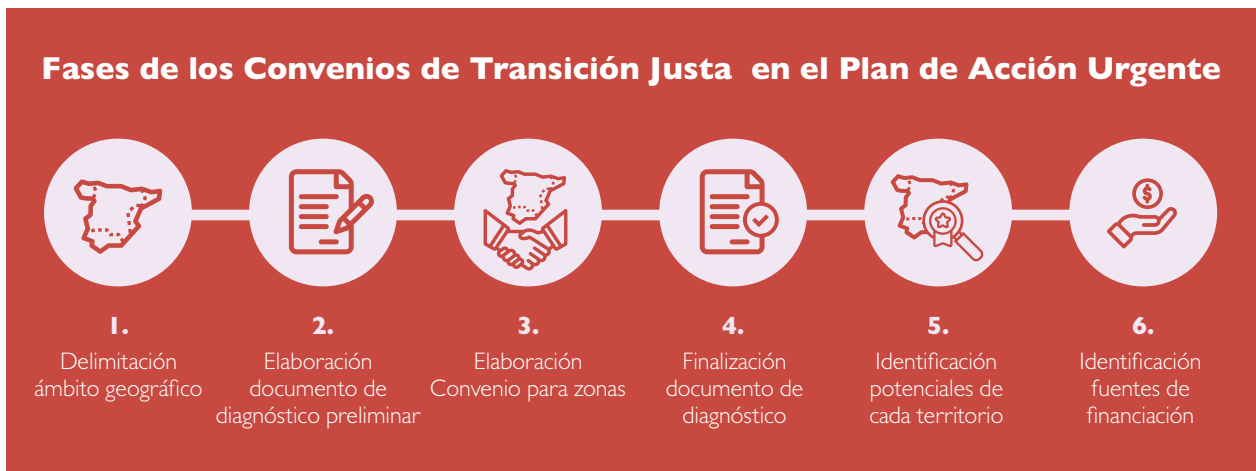 Fases de los Convenios de Transición Justa en el Plan de Acción Urgente
$
1.
Delimitación
ámbito geográfico
2.
Elaboración
documento de
diagnóstico preliminar
3.
Elaboración
Convenio para zonas
4.
Finalización
documento de
diagnóstico
5.
Identificación
potenciales de
cada territorio
6.
Identificación
fuentes de
financiación